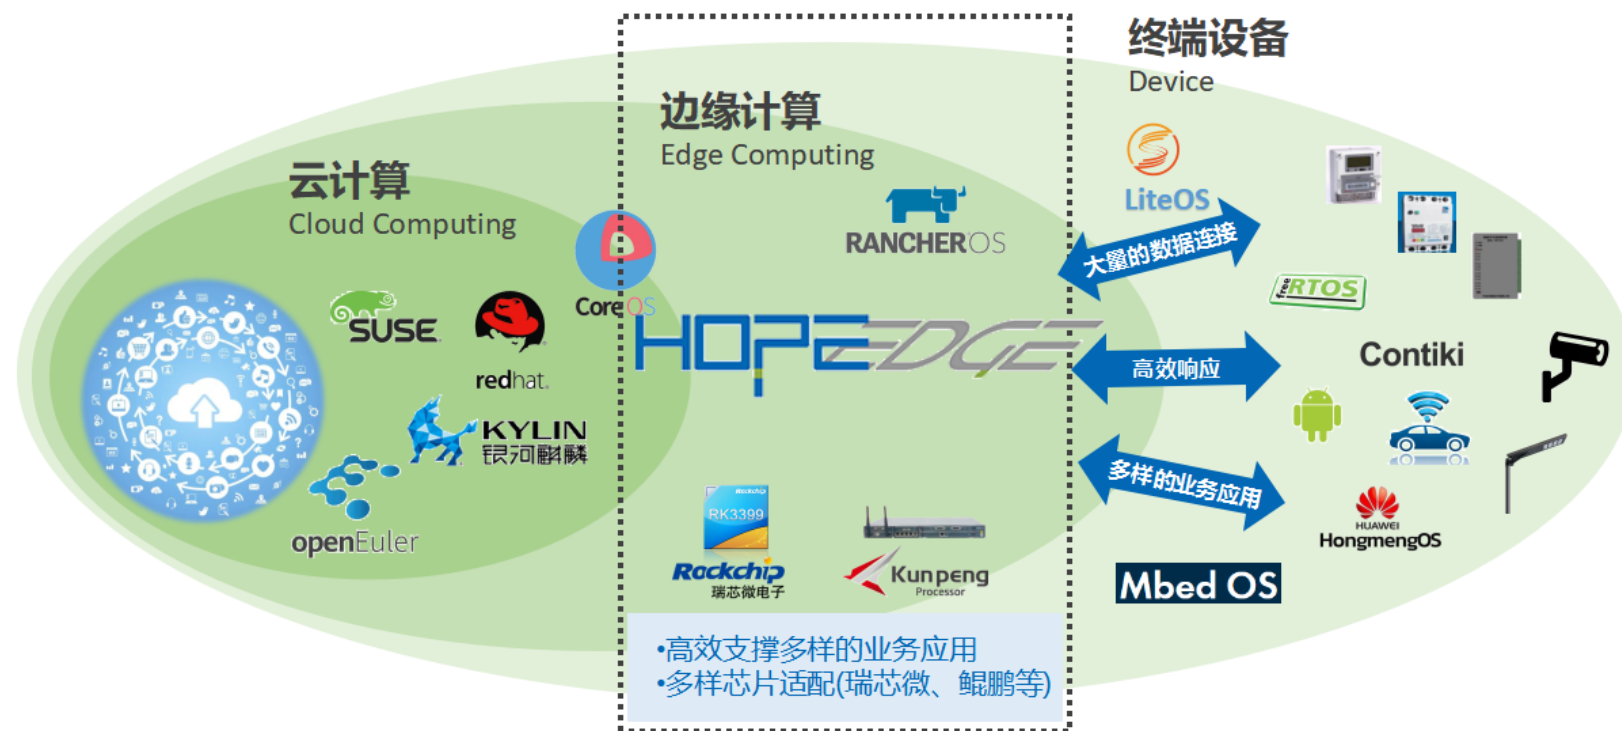 终端设备
Device
边缘计算
Edge Computing
云计算
Cloud Computing
LiteOS
RANCHER OS
大量的数据连接
CoreOS
SUSE
free RTOS
HOPEEDGE
redhat.
高效响应
Contiki
KYLIN
银河麒麟
多样的业务应用
Rockchip
RK3399
openEuler
HUAWEI
HongmengOS
Rockchip
瑞芯微电子
Kunpeng
Processor
Mbed OS
•高效支撑多样的业务应用
•多样芯片适配(瑞芯微、鲲鹏等)